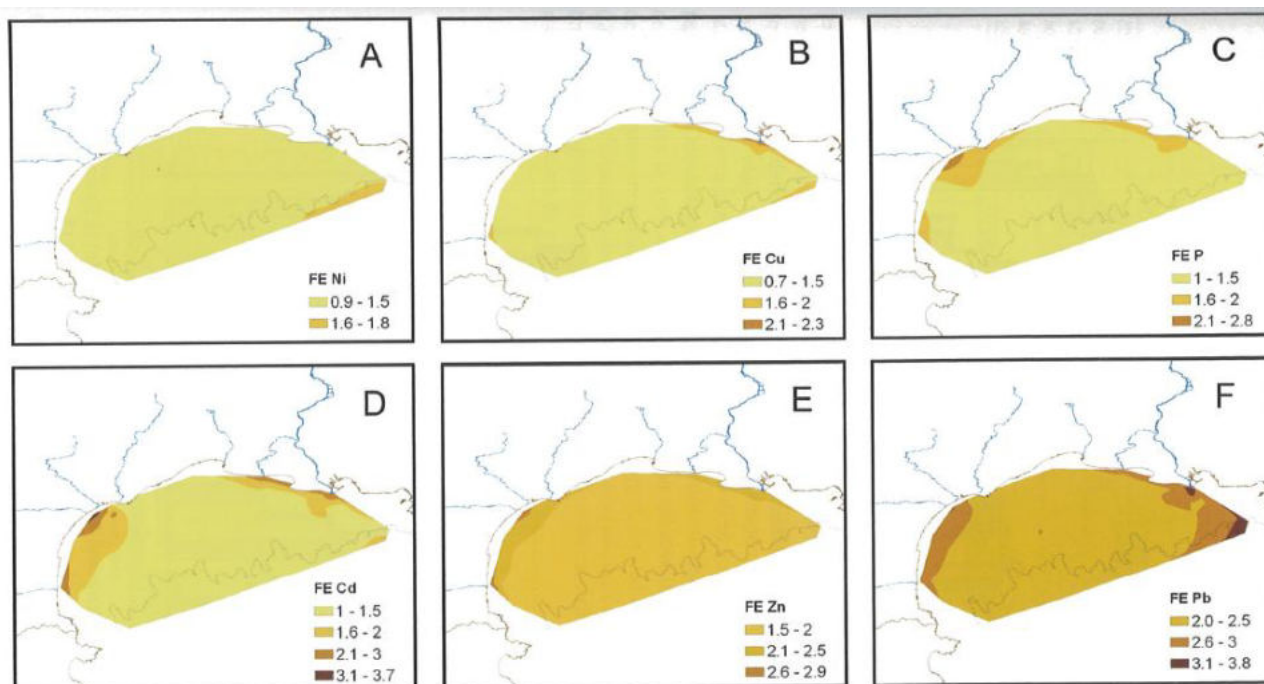 A
FE Ni
0.9 - 1.5
1.6 - 1.8
B
FE Cu
0.7 - 1.5
1.6 - 2
2.1 - 2.3
C
FE P
1 - 1.5
1.6 - 2
2.1 - 2.8
D
FE Cd
1 - 1.5
1.6 - 2
2.1 - 3
3.1 - 3.7
E
FE Zn
1.5 - 2
2.1 - 2.5
2.6 - 2.9
F
FE Pb
2.0 - 2.5
2.6 - 3
3.1 - 3.8